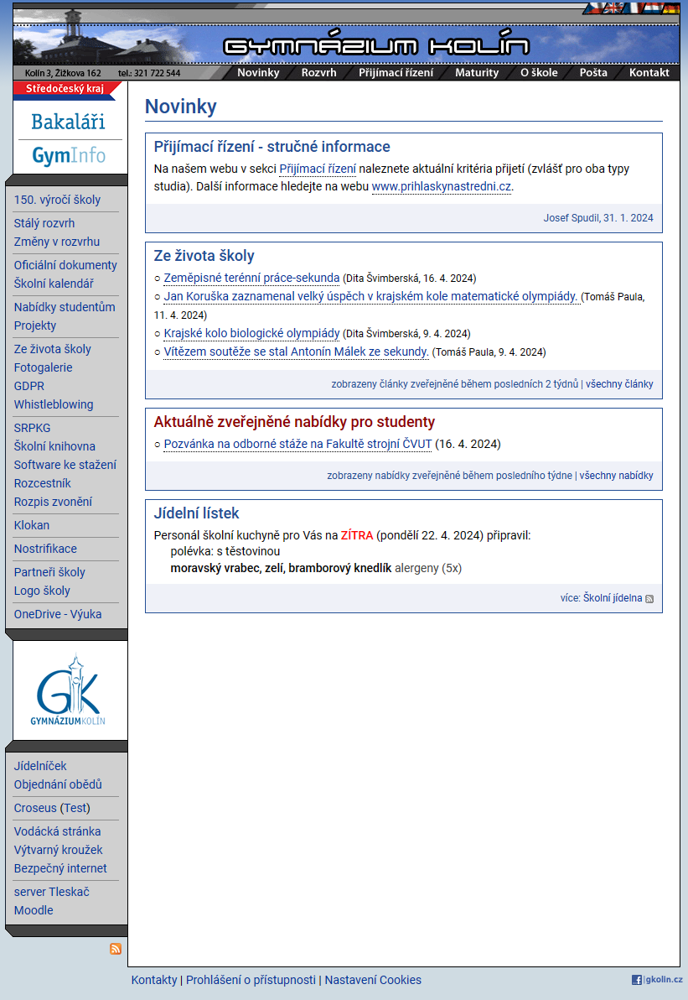 GYMNÁZIUM KOLÍN
Kolín 3, Žižkova 162 tel.: 321 722 544
Novinky Rozvrh Přijímací řízení Maturity O škole Pošta Kontakt
Středočeský kraj
Bakaláři
GymInfo
150. výročí školy
Stálý rozvrh
Změny v rozvrhu
Oficiální dokumenty
Školní kalendář
Nabídky studentům
Projekty
Ze života školy
Fotogalerie
GDPR
Whistleblowing
SRPKG
Školní knihovna
Software ke stažení
Rozcestník
Rozpis zvonění
Klokan
Nostrifikace
Partneři školy
Logo školy
OneDrive - Výuka
GK
GYMNÁZIUMKOLÍN
Jídelníček
Objednání obědů
Croseus (Test)
Vodácká stránka
Výtvarný kroužek
Bezpečný internet
server Tleskač
Moodle
Novinky
Přijímací řízení - stručné informace
Na našem webu v sekci Přijímací řízení naleznete aktuální kritéria přijetí (zvlášť pro oba typy
studia). Další informace hledejte na webu www.prihlaskynastredni.cz.
Josef Spudil, 31. 1. 2024
Ze života školy
○ Zeměpisné terénní práce-sekunda (Dita Švimberská, 16. 4. 2024)
○ Jan Koruška zaznamenal velký úspěch v krajském kole matematické olympiády. (Tomáš Paula,
11. 4. 2024)
○ Krajské kolo biologické olympiády (Dita Švimberská, 9. 4. 2024)
○ Vítězem soutěže se stal Antonín Málek ze sekundy. (Tomáš Paula, 9. 4. 2024)
zobrazeny články zveřejněné během posledních 2 týdnů | všechny články
Aktuálně zveřejněné nabídky pro studenty
○ Pozvánka na odborné stáže na Fakultě strojní ČVUT (16. 4. 2024)
zobrazeny nabídky zveřejněné během posledního týdne | všechny nabídky
Jídelní lístek
Personál školní kuchyně pro Vás na ZÍTRA (pondělí 22. 4. 2024) připravil:
polévka: s těstovinou
moravský vrabec, zelí, bramborový knedlík alergeny (5x)
více: Školní jídelna
Kontakty | Prohlášení o přístupnosti | Nastavení Cookies
f|gkolin.cz